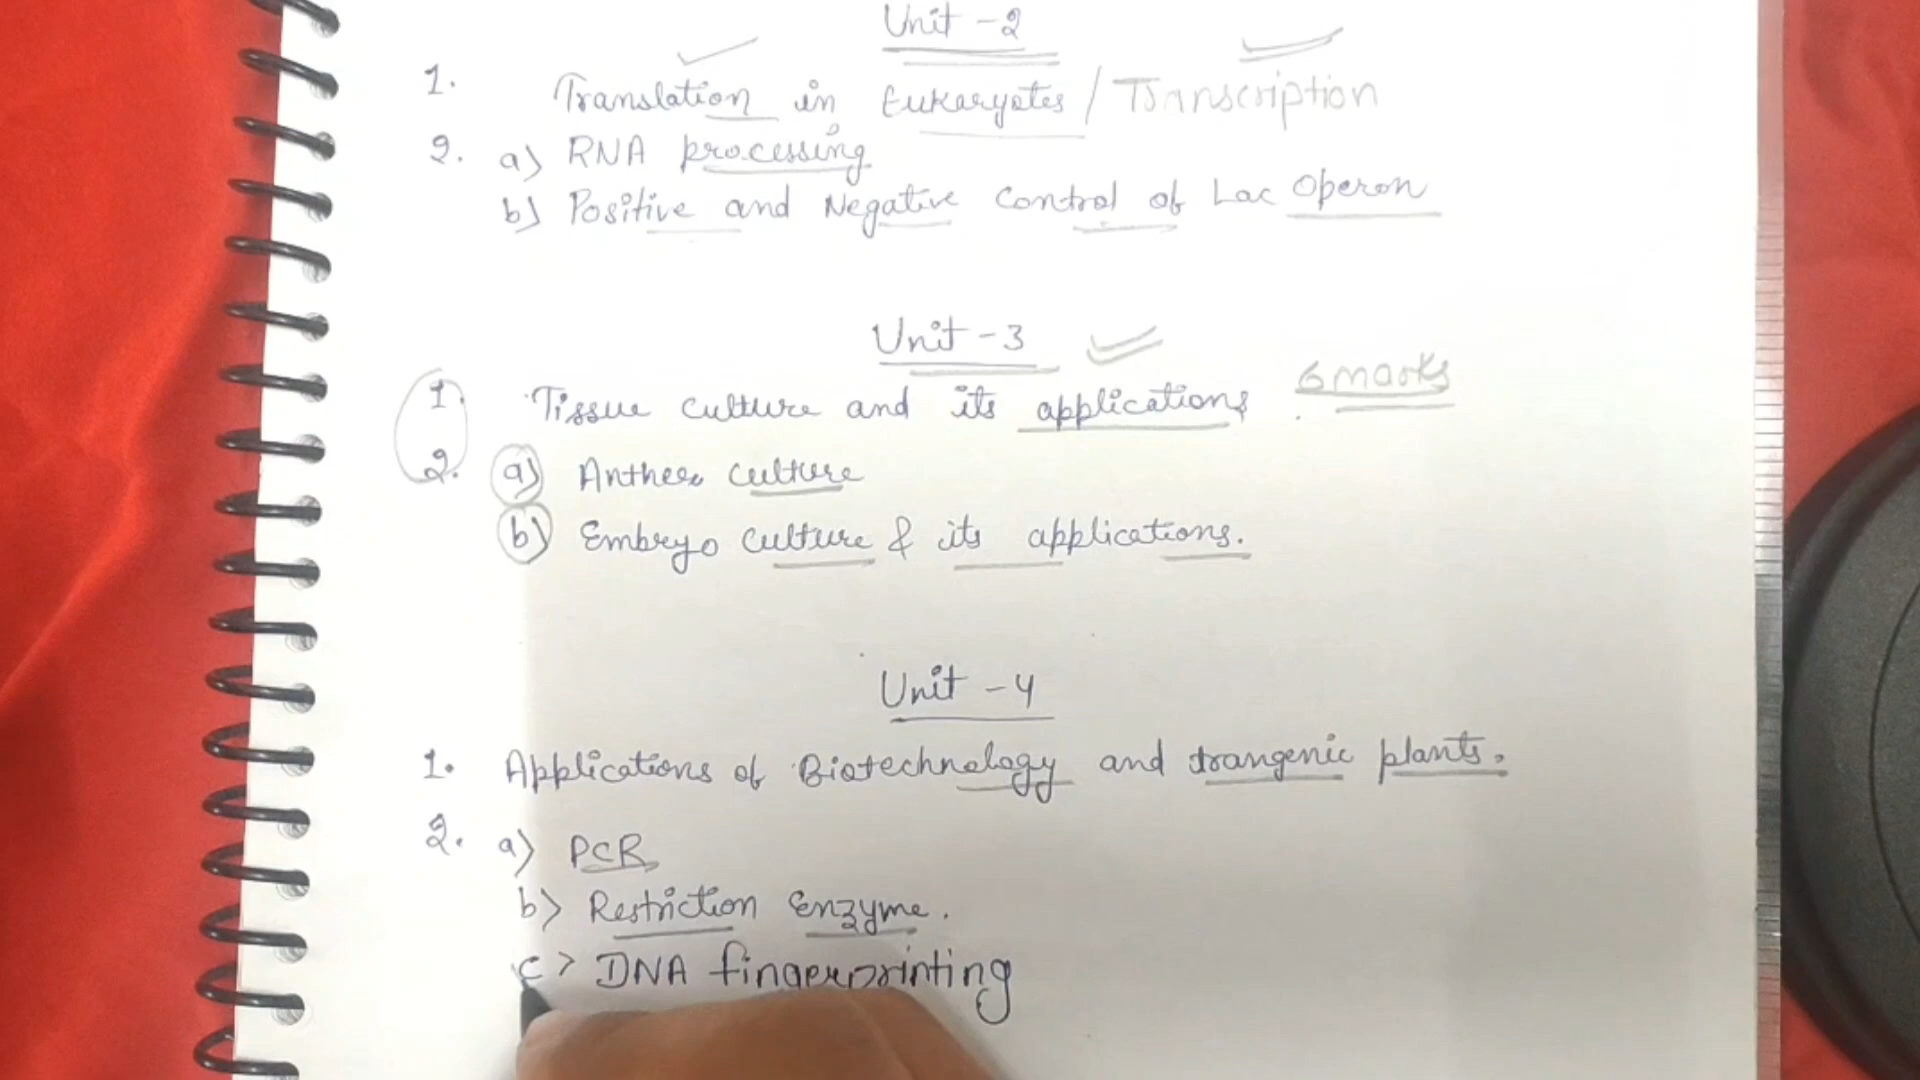 Unit - 2
1. Translation in Eukaryotes / Transcription
2. a) RNA processing
b) Positive and Negative control of Lac Operon
Unit - 3
1. Tissue culture and its applications. 6 marks
2. a) Anther culture
b) Embryo culture & its applications.
Unit - 4
1. Applications of Biotechnology and trangenic plants.
2. a) PCR
b) Restriction Enzyme.
c) DNA fingerprinting